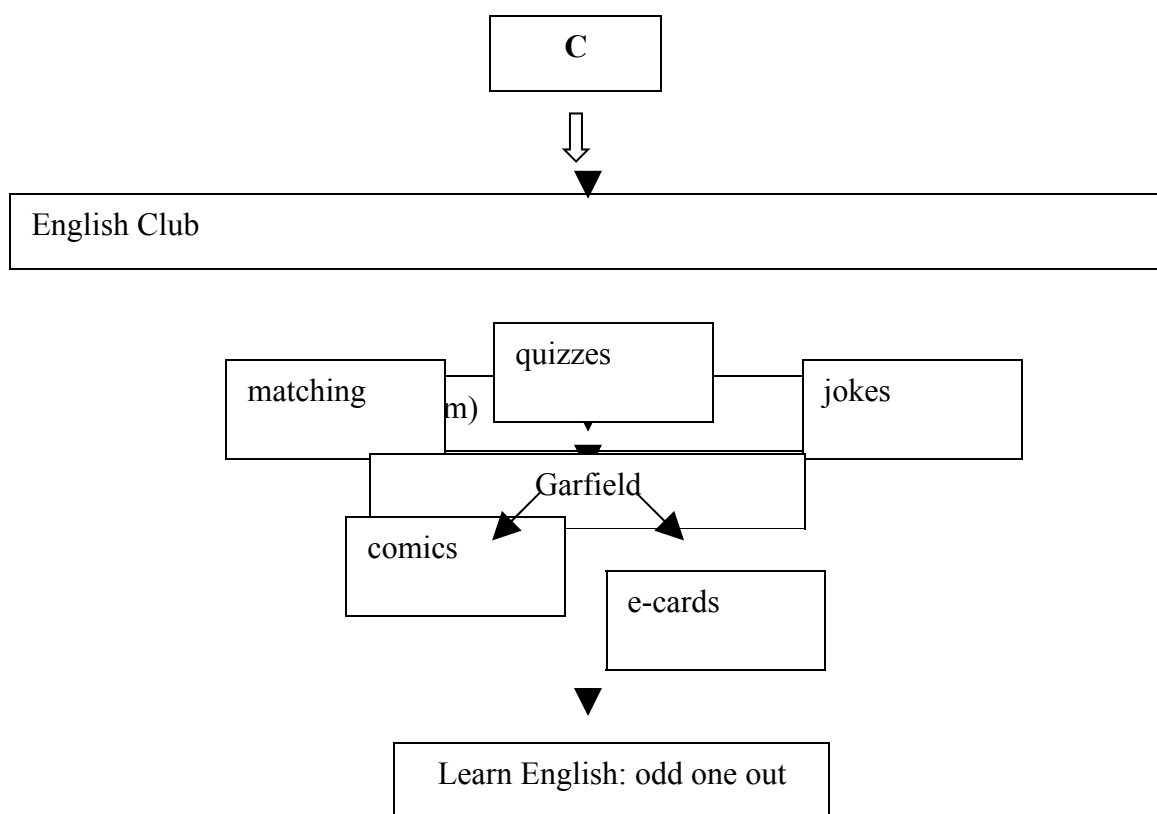 C
English Club
quizzes
matching
jokes
m)
Garfield
comics
e-cards
Learn English: odd one out